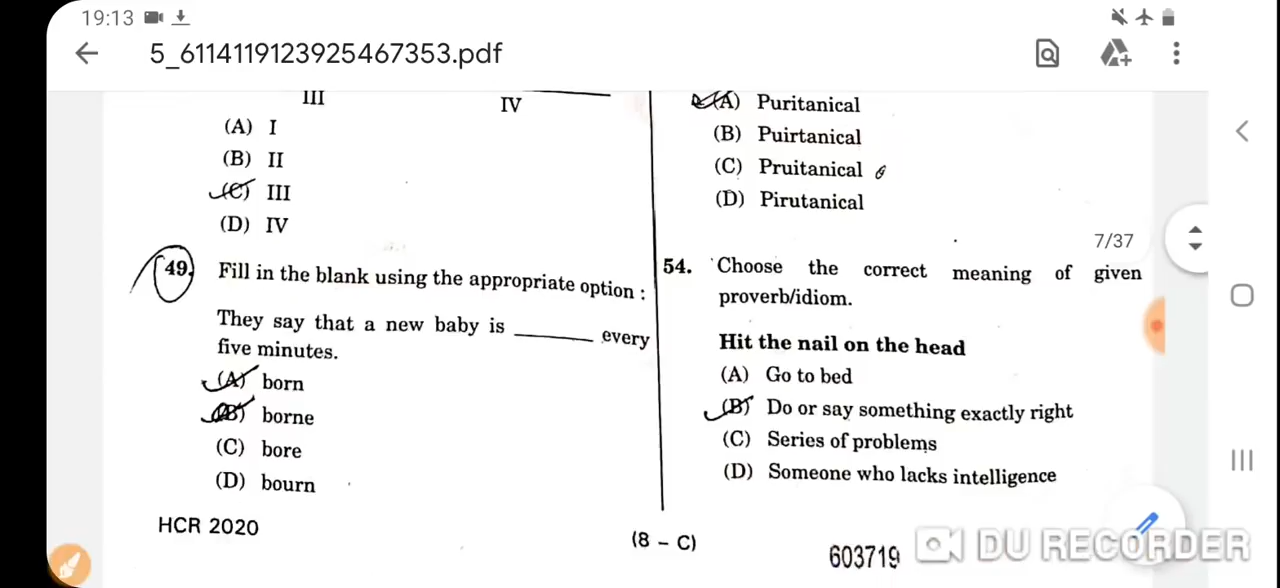 19:13
5_6114119123925467353.pdf
III
IV
(A) I
(B) II
(C) III
(D) IV
49. Fill in the blank using the appropriate option :
They say that a new baby is ______ every
five minutes.
(A) born
(B) borne
(C) bore
(D) bourn
HCR 2020
(A) Puritanical
(B) Puirtanical
(C) Pruitanical
(D) Pirutanical
7/37
54. Choose the correct meaning of given
proverb/idiom.
Hit the nail on the head
(A) Go to bed
(B) Do or say something exactly right
(C) Series of problems
(D) Someone who lacks intelligence
(8 – C)
603719
DU RECORDER